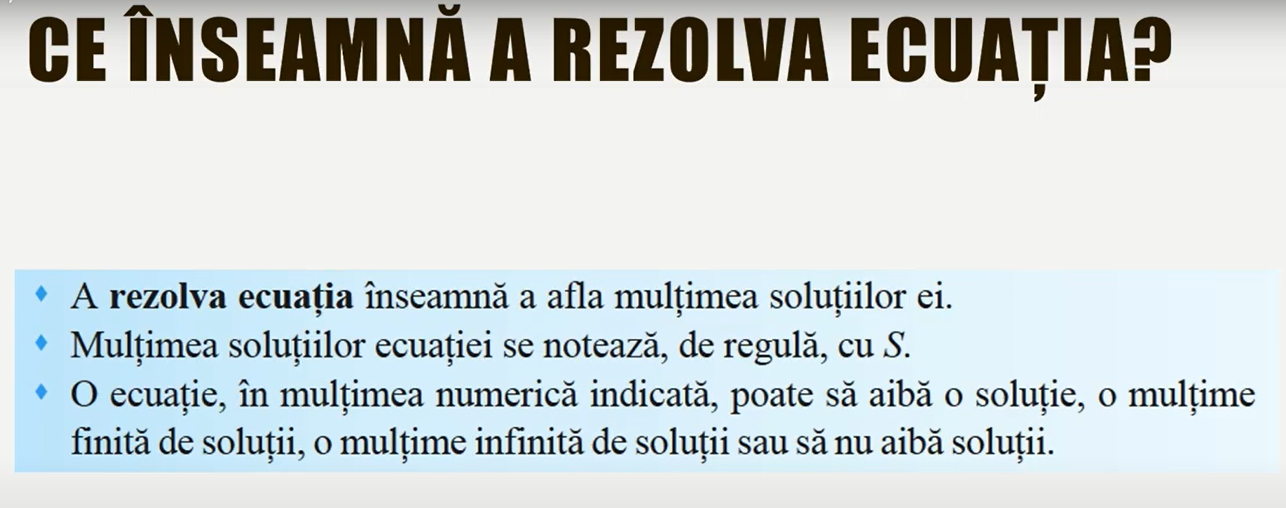 CE ÎNSEAMNĂ A REZOLVA ECUAȚIA?
A rezolva ecuația înseamnă a afla mulțimea soluțiilor ei.
Mulțimea soluțiilor ecuației se notează, de regulă, cu S.
O ecuație, în mulțimea numerică indicată, poate să aibă o soluție, o mulțime
finită de soluții, o mulțime infinită de soluții sau să nu aibă soluții.